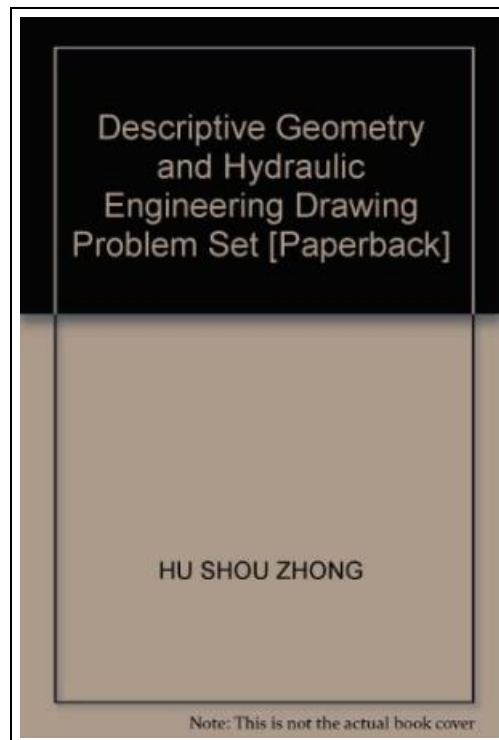 Descriptive Geometry
and Hydraulic
Engineering Drawing
Problem Set [Paperback]
HU SHOU ZHONG
Note: This is not the actual book cover